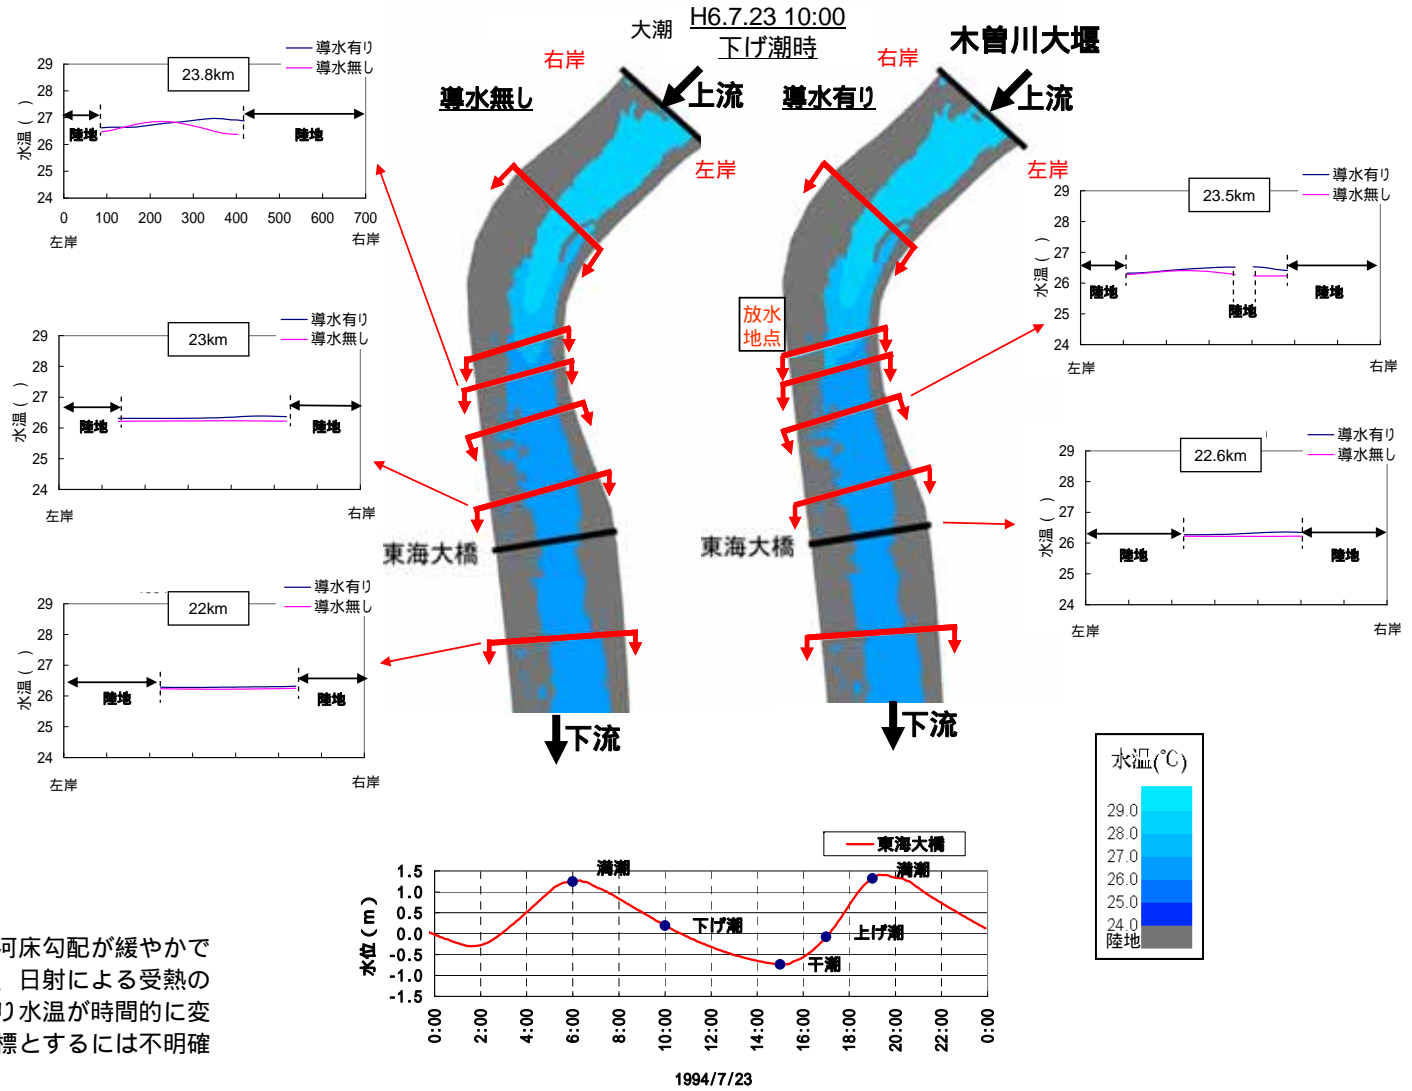 大潮 H6.7.23 10:00
下げ潮時
木曽川大堰
右岸
導水無し
上流
左岸
右岸
導水有り
上流
左岸
放水
地点
東海大橋
東海大橋
下流
下流
導水有り
導水無し
23.8km
水温( )
29
28
27
26
25
24
陸地
陸地
0 100 200 300 400 500 600 700
左岸
右岸
導水有り
導水無し
23km
水温( )
29
28
27
26
25
24
陸地
陸地
左岸
右岸
導水有り
導水無し
22km
水温( )
29
28
27
26
25
24
陸地
陸地
左岸
右岸
導水有り
導水無し
23.5km
水温( )
29
28
27
26
25
24
陸地
陸地
陸地
左岸
右岸
導水有り
導水無し
22.6km
水温( )
29
28
27
26
25
24
陸地
陸地
左岸
右岸
水温(℃)
29.0
28.0
27.0
26.0
25.0
24.0
陸地
東海大橋
水位(m)
1.5
1.0
0.5
0.0
-0.5
-1.0
-1.5
満潮
下げ潮
干潮
上げ潮
満潮
0:00 2:00 4:00 6:00 8:00 10:00 12:00 14:00 16:00 18:00 20:00 22:00 0:00
1994/7/23
河床勾配が緩やかで
、日射による受熱の
り水温が時間的に変
標とするには不明確